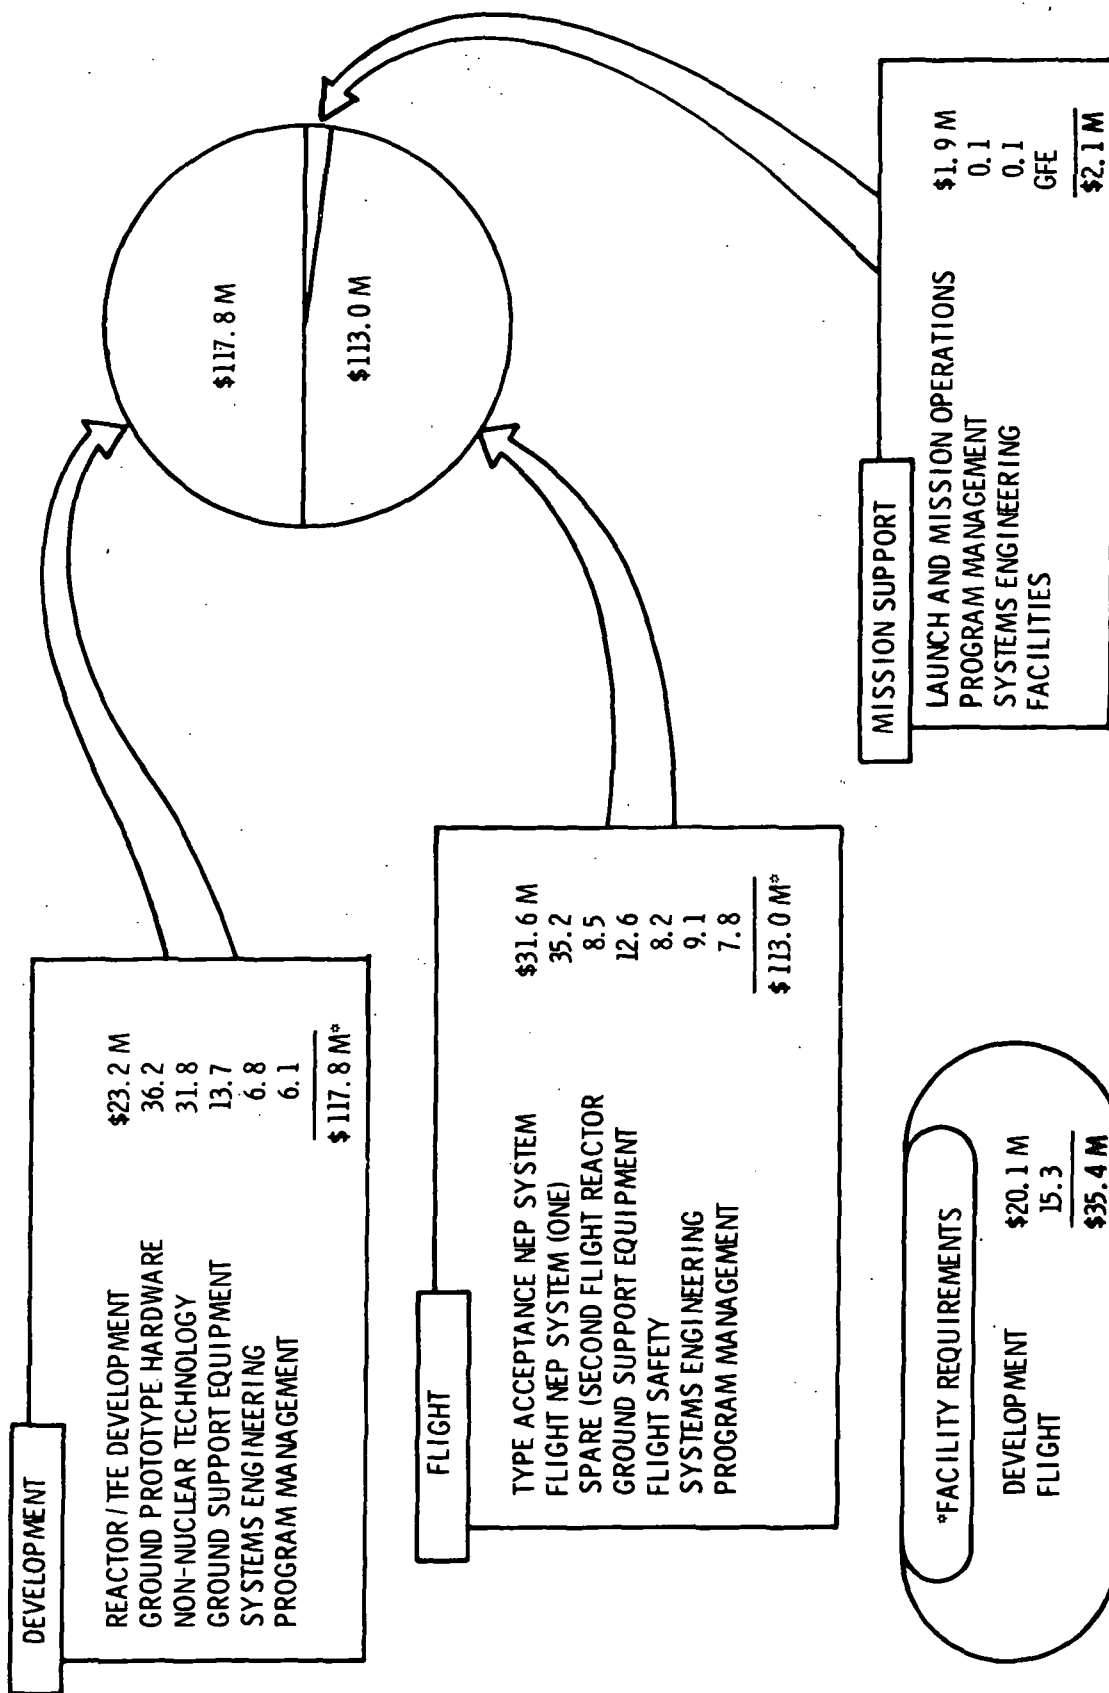 DEVELOPMENT
REACTOR / TFE DEVELOPMENT $23.2 M
GROUND PROTOTYPE HARDWARE 36.2
NON-NUCLEAR TECHNOLOGY 31.8
GROUND SUPPORT EQUIPMENT 13.7
SYSTEMS ENGINEERING 6.8
PROGRAM MANAGEMENT 6.1
$117.8 M*
FLIGHT
TYPE ACCEPTANCE NEP SYSTEM $31.6 M
FLIGHT NEP SYSTEM (ONE) 35.2
SPARE (SECOND FLIGHT REACTOR 8.5
GROUND SUPPORT EQUIPMENT 12.6
FLIGHT SAFETY 8.2
SYSTEMS ENGINEERING 9.1
PROGRAM MANAGEMENT 7.8
$113.0 M*
$117.8 M
$113.0 M
*FACILITY REQUIREMENTS
DEVELOPMENT $20.1 M
FLIGHT 15.3
$35.4 M
MISSION SUPPORT
LAUNCH AND MISSION OPERATIONS $1.9 M
PROGRAM MANAGEMENT 0.1
SYSTEMS ENGINEERING 0.1
FACILITIES GFE
$2.1 M